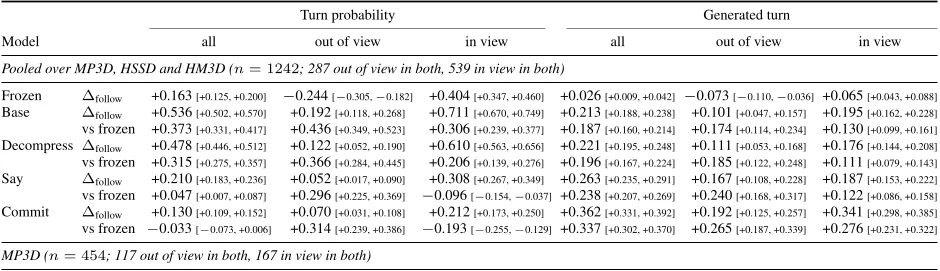 Turn probability Generated turn
Model all out of view in view all out of view in view
Pooled over MP3D, HSSD and HM3D (n = 1242; 287 out of view in both, 539 in view in both)
Frozen Δfollow +0.163 [+0.125, +0.200] −0.244 [−0.305, −0.182] +0.404 [+0.347, +0.460] +0.026 [+0.009, +0.042] −0.073 [−0.110, −0.036] +0.065 [+0.043, +0.088]
Base Δfollow +0.536 [+0.502, +0.570] +0.192 [+0.118, +0.268] +0.711 [+0.670, +0.749] +0.213 [+0.188, +0.238] +0.101 [+0.047, +0.157] +0.195 [+0.162, +0.228]
vs frozen +0.373 [+0.331, +0.417] +0.436 [+0.349, +0.523] +0.306 [+0.239, +0.377] +0.187 [+0.160, +0.214] +0.174 [+0.114, +0.234] +0.130 [+0.099, +0.161]
Decompress Δfollow +0.478 [+0.446, +0.512] +0.122 [+0.052, +0.190] +0.610 [+0.563, +0.656] +0.221 [+0.195, +0.248] +0.111 [+0.053, +0.168] +0.176 [+0.144, +0.208]
vs frozen +0.315 [+0.275, +0.357] +0.366 [+0.284, +0.445] +0.206 [+0.139, +0.276] +0.196 [+0.167, +0.224] +0.185 [+0.122, +0.248] +0.111 [+0.079, +0.143]
Say Δfollow +0.210 [+0.183, +0.236] +0.052 [+0.017, +0.090] +0.308 [+0.267, +0.349] +0.263 [+0.235, +0.291] +0.167 [+0.108, +0.228] +0.187 [+0.153, +0.222]
vs frozen +0.047 [+0.007, +0.087] +0.296 [+0.225, +0.369] −0.096 [−0.154, −0.037] +0.238 [+0.207, +0.269] +0.240 [+0.168, +0.317] +0.122 [+0.086, +0.158]
Commit Δfollow +0.130 [+0.109, +0.152] +0.070 [+0.031, +0.108] +0.212 [+0.173, +0.250] +0.362 [+0.331, +0.392] +0.192 [+0.125, +0.257] +0.341 [+0.298, +0.385]
vs frozen −0.033 [−0.073, +0.006] +0.314 [+0.239, +0.386] −0.193 [−0.255, −0.129] +0.337 [+0.302, +0.370] +0.265 [+0.187, +0.339] +0.276 [+0.231, +0.322]
MP3D (n = 454; 117 out of view in both, 167 in view in both)